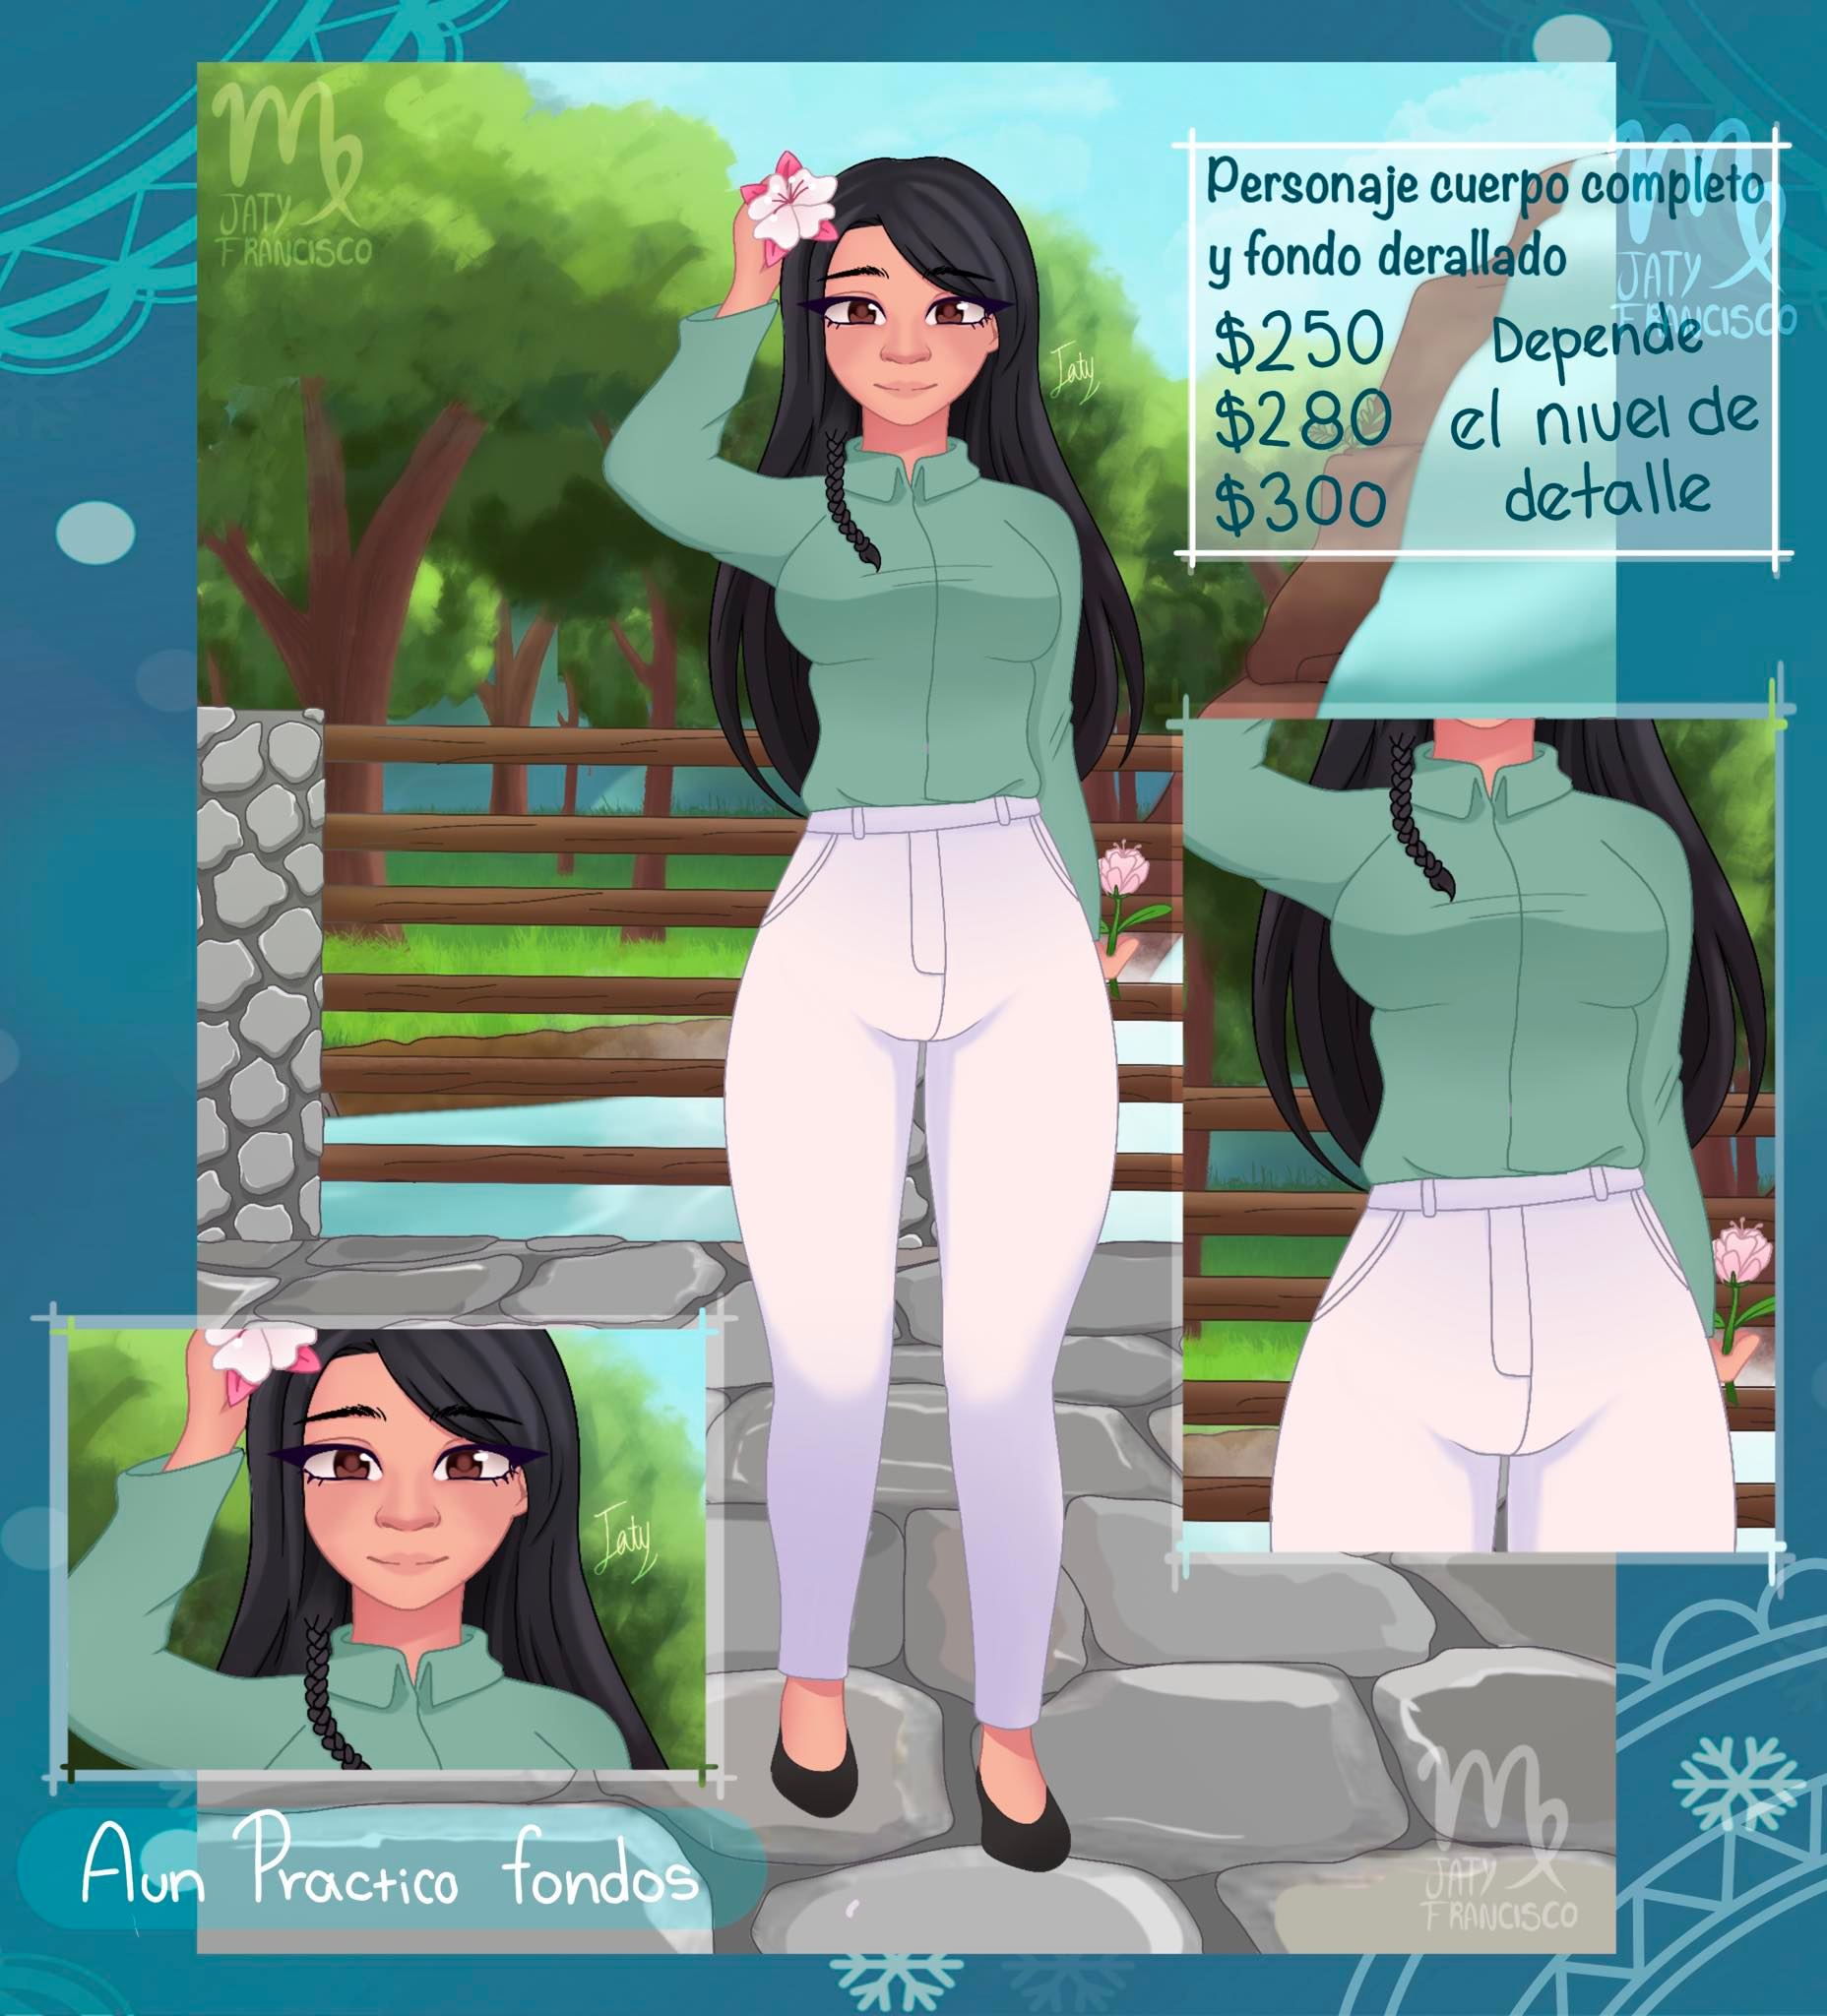 JATY
FRANCISCO
Personaje cuerpo completo
y fondo derallado
$250
$280
$300
Depende
el nivel de
detalle
JATY
FRANCISCO
Jaty
Jaty
Aun Practico fondos
JATY
FRANCISCO